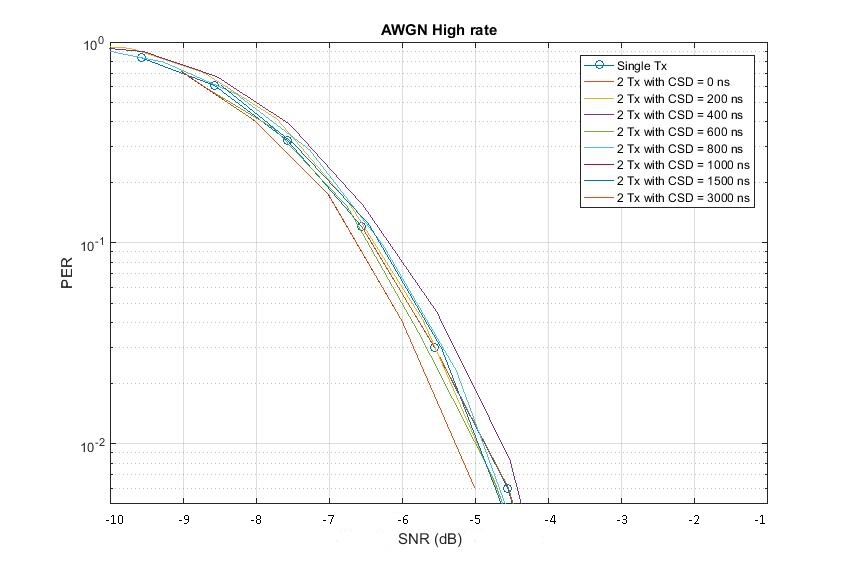 AWGN High rate
10^0
10^-1
10^-2
PER
-10 -9 -8 -7 -6 -5 -4 -3 -2 -1
SNR (dB)
Single Tx
2 Tx with CSD = 0 ns
2 Tx with CSD = 200 ns
2 Tx with CSD = 400 ns
2 Tx with CSD = 600 ns
2 Tx with CSD = 800 ns
2 Tx with CSD = 1000 ns
2 Tx with CSD = 1500 ns
2 Tx with CSD = 3000 ns